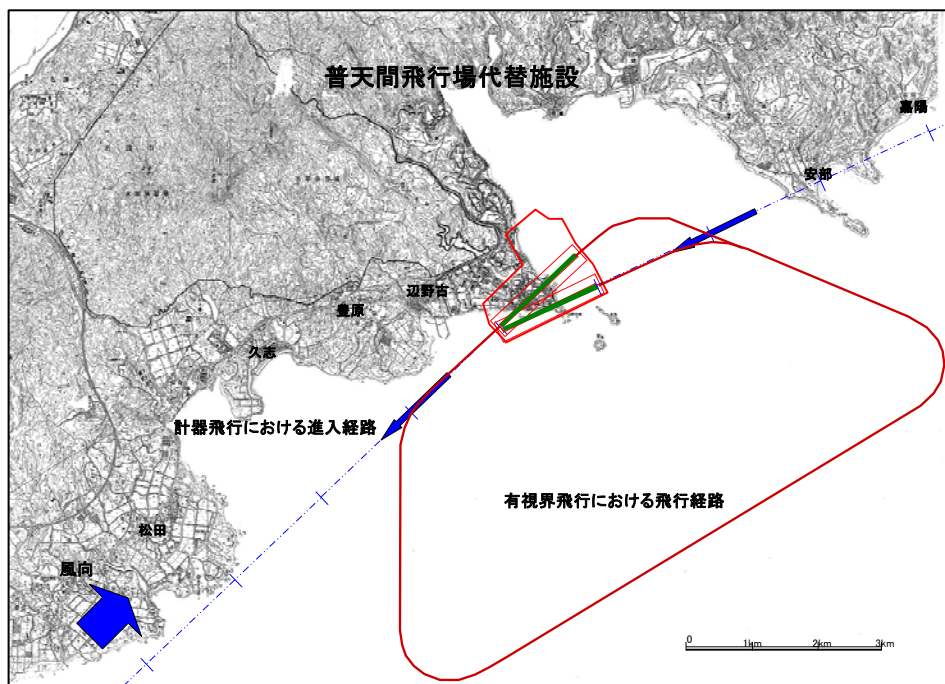 普天間飛行場代替施設
嘉陽
安部
辺野古
豊原
久志
計器飛行における進入経路
有視界飛行における飛行経路
松田
風向
0 1km 2km 3km